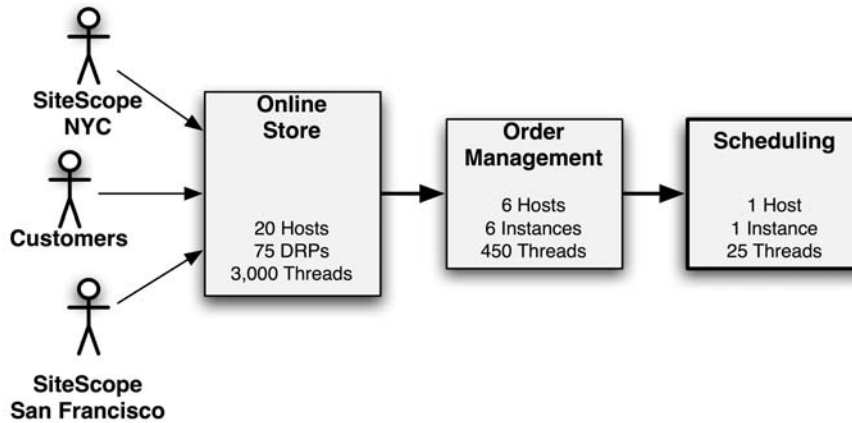 SiteScope
NYC
Customers
SiteScope
San Francisco
Online
Store
20 Hosts
75 DRPs
3,000 Threads
Order
Management
6 Hosts
6 Instances
450 Threads
Scheduling
1 Host
1 Instance
25 Threads